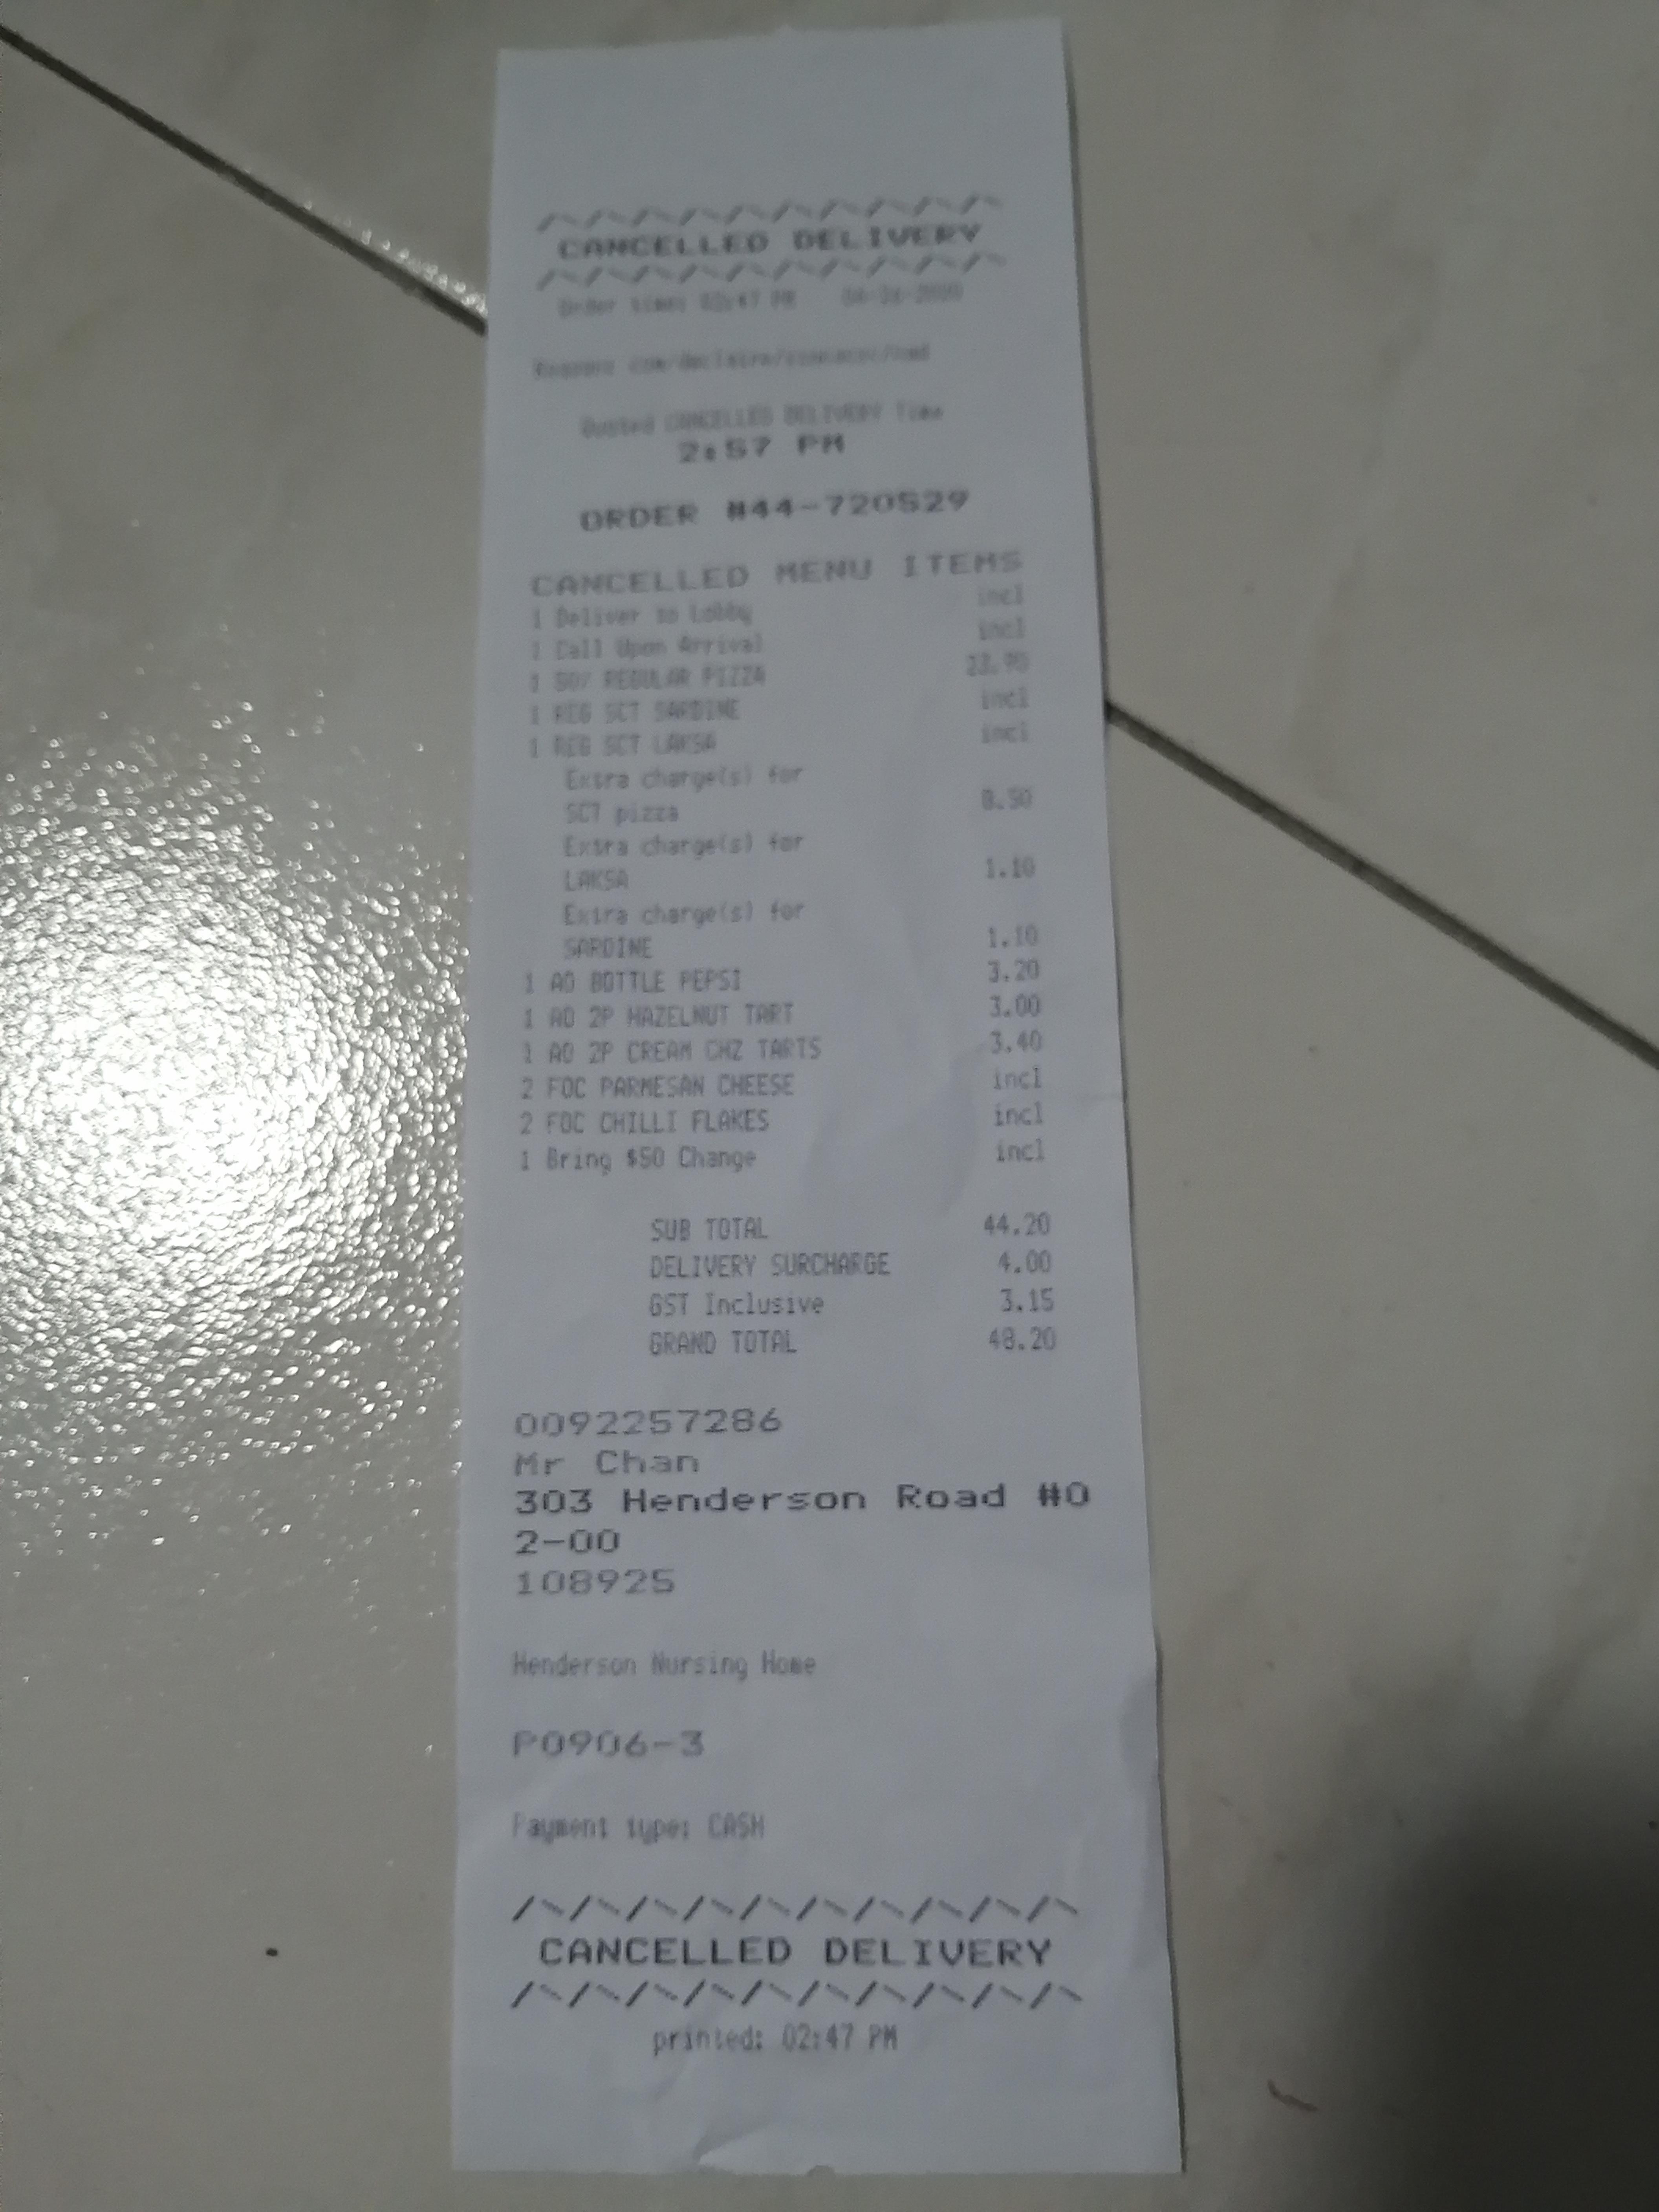 /\/\/\/\/\/\/\/\/\/\
CANCELLED DELIVERY
/\/\/\/\/\/\/\/\/\/\
Order time: 02:47 PM
Quoted CANCELLED DELIVERY Time
2:57 PM
ORDER #44-720529
CANCELLED MENU ITEMS
1 Deliver to Lobby incl
1 Call Upon Arrival incl
1 REGULAR PIZZA
1 REG SCT SARDINE incl
1 REG SCT LAKSA incl
Extra charge(s) for
SCT pizza 8.50
Extra charge(s) for
LAKSA 1.10
Extra charge(s) for
SARDINE 1.10
1 AO BOTTLE PEPSI 3.20
1 AO 2P HAZELNUT TART 3.00
1 AO 2P CREAM CHZ TARTS 3.40
2 FOC PARMESAN CHEESE incl
2 FOC CHILLI FLAKES incl
1 Bring $50 Change incl
SUB TOTAL 44.20
DELIVERY SURCHARGE 4.00
GST Inclusive 3.15
GRAND TOTAL 48.20
0092257286
Mr Chan
303 Henderson Road #0
2-00
108925
Henderson Nursing Home
P0906-3
Payment type: CASH
/\/\/\/\/\/\/\/\/\/\
CANCELLED DELIVERY
/\/\/\/\/\/\/\/\/\/\
printed: 02:47 PM